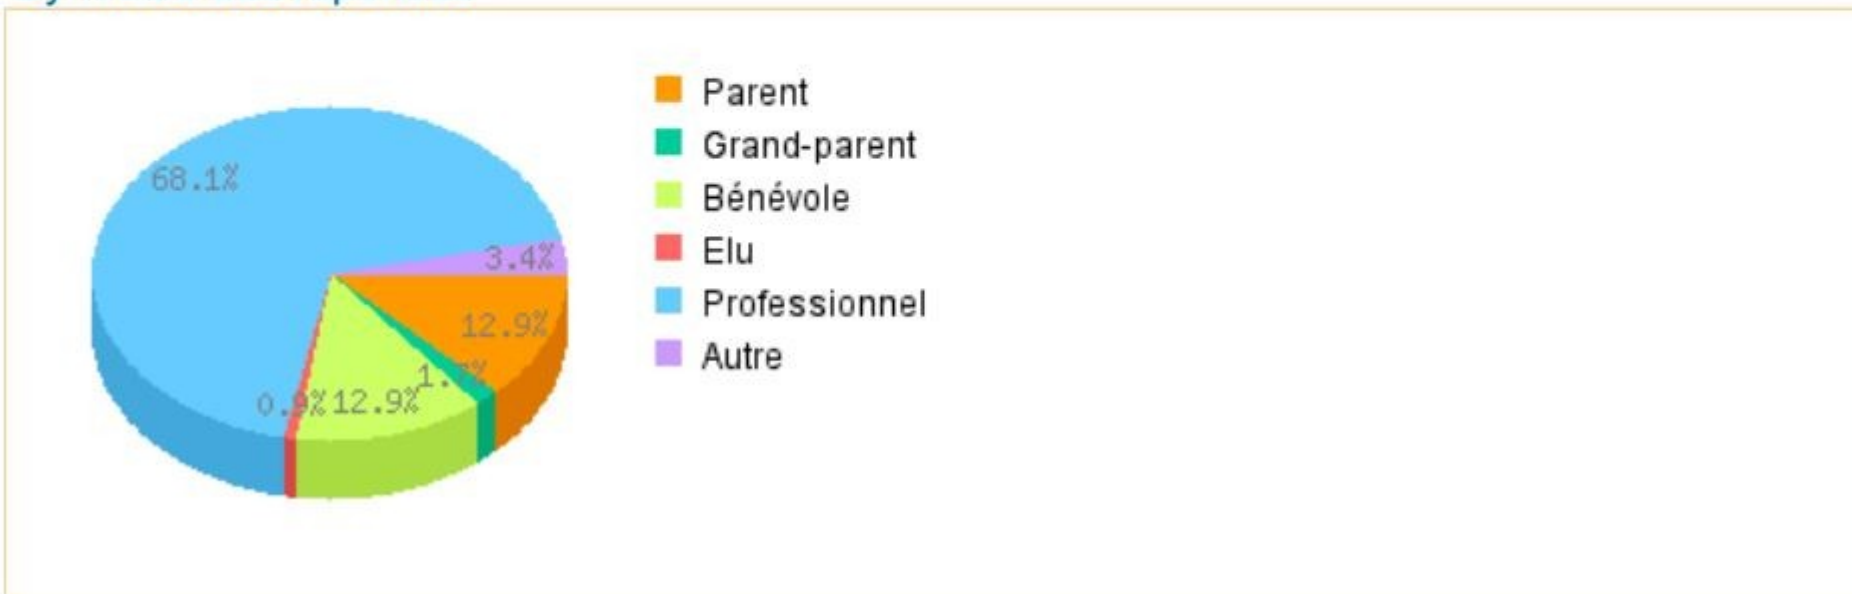 68.1%
3.4%
12.9%
0.9%
12.9%
Parent
Grand-parent
Bénévole
Elu
Professionnel
Autre